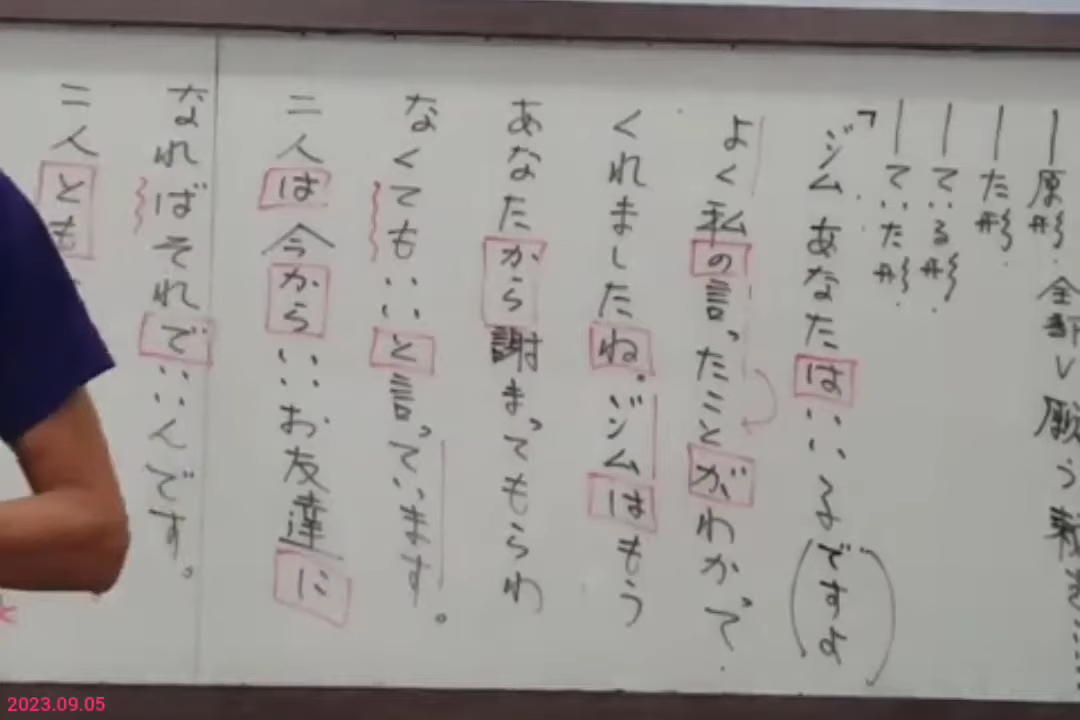 全部 V 願う
―原形.
―た形.
―ている形.
―ていた形.
「ジム あなたはいい子(ですよ)
よく私の言ったことがわかって.
くれましたね。ジムはもう
あなたから謝まってもらわ
なくてもいいと言っています。
二人は今からいいお友達に
なればそれでいいんです。
二人とも
2023.09.05